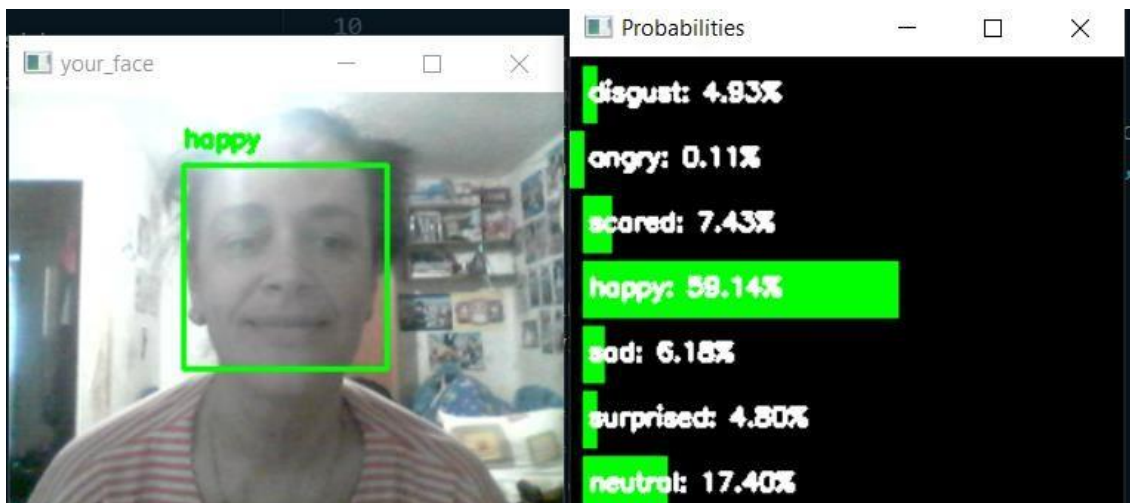 10
your_face
happy
Probabilities
disgust: 4.93%
angry: 0.11%
scared: 7.43%
happy: 59.14%
sad: 6.18%
surprised: 4.80%
neutral: 17.40%